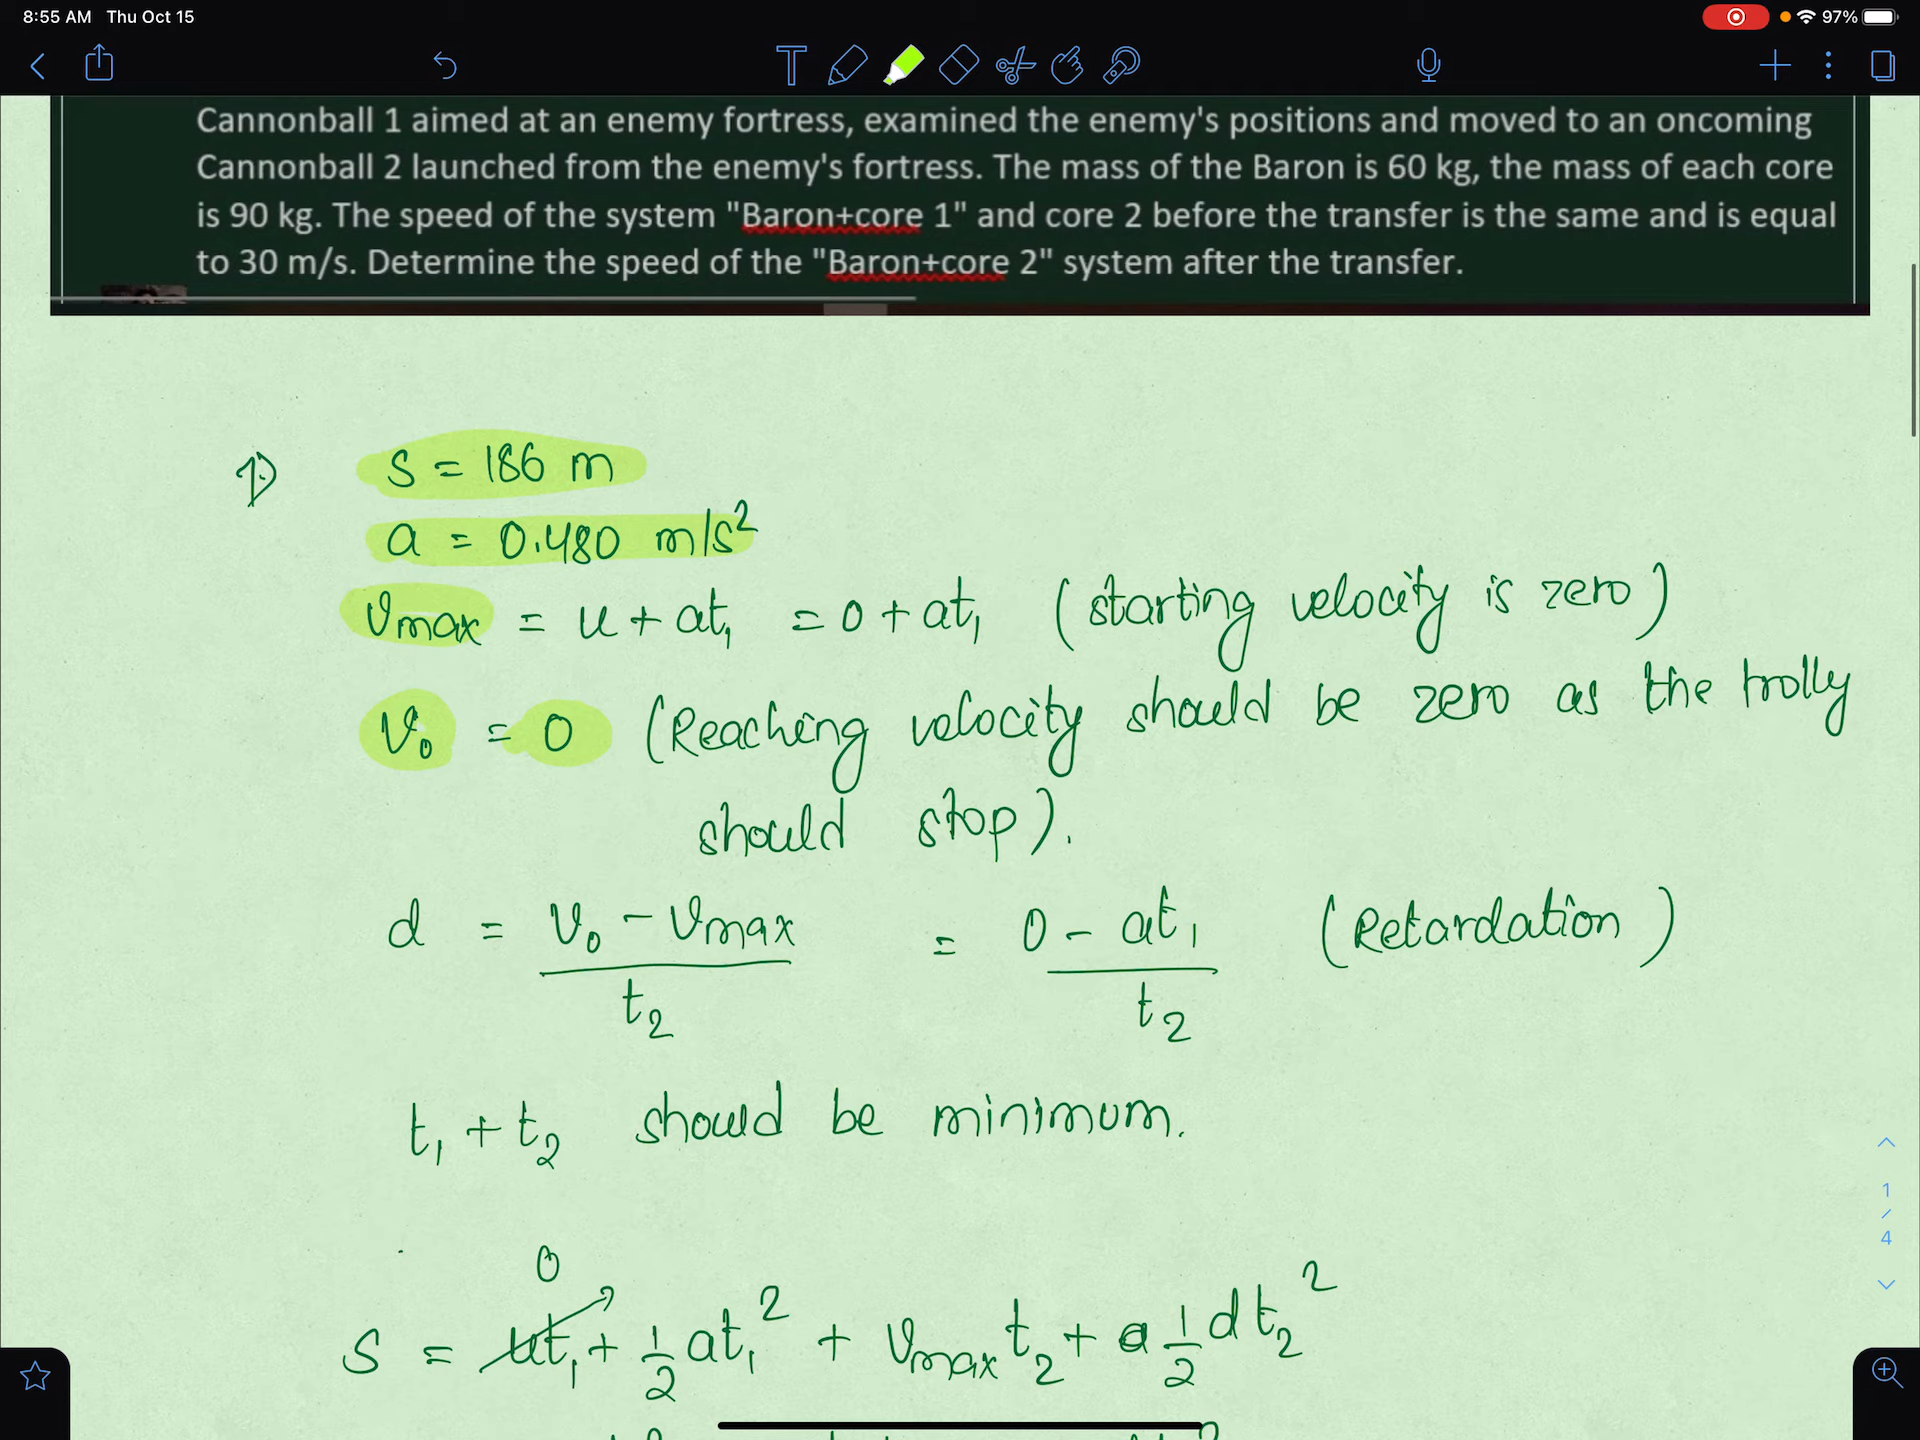 8:55 AM Thu Oct 15
97%
Cannonball 1 aimed at an enemy fortress, examined the enemy's positions and moved to an oncoming
Cannonball 2 launched from the enemy's fortress. The mass of the Baron is 60 kg, the mass of each core
is 90 kg. The speed of the system "Baron+core 1" and core 2 before the transfer is the same and is equal
to 30 m/s. Determine the speed of the "Baron+core 2" system after the transfer.
1) S = 186 m
a = 0.480 m/s²
Vmax = u + at₁ = 0 + at₁ (starting velocity is zero)
V₀ = 0 (Reaching velocity should be zero as the trolly
should stop).
d = (V₀ - Vmax)/t₂ = (0 - at₁)/t₂ (Retardation)
t₁ + t₂ should be minimum.
0
S = ut₁ + 1/2 at₁² + Vmax t₂ + 1/2 dt₂²
1
/
4